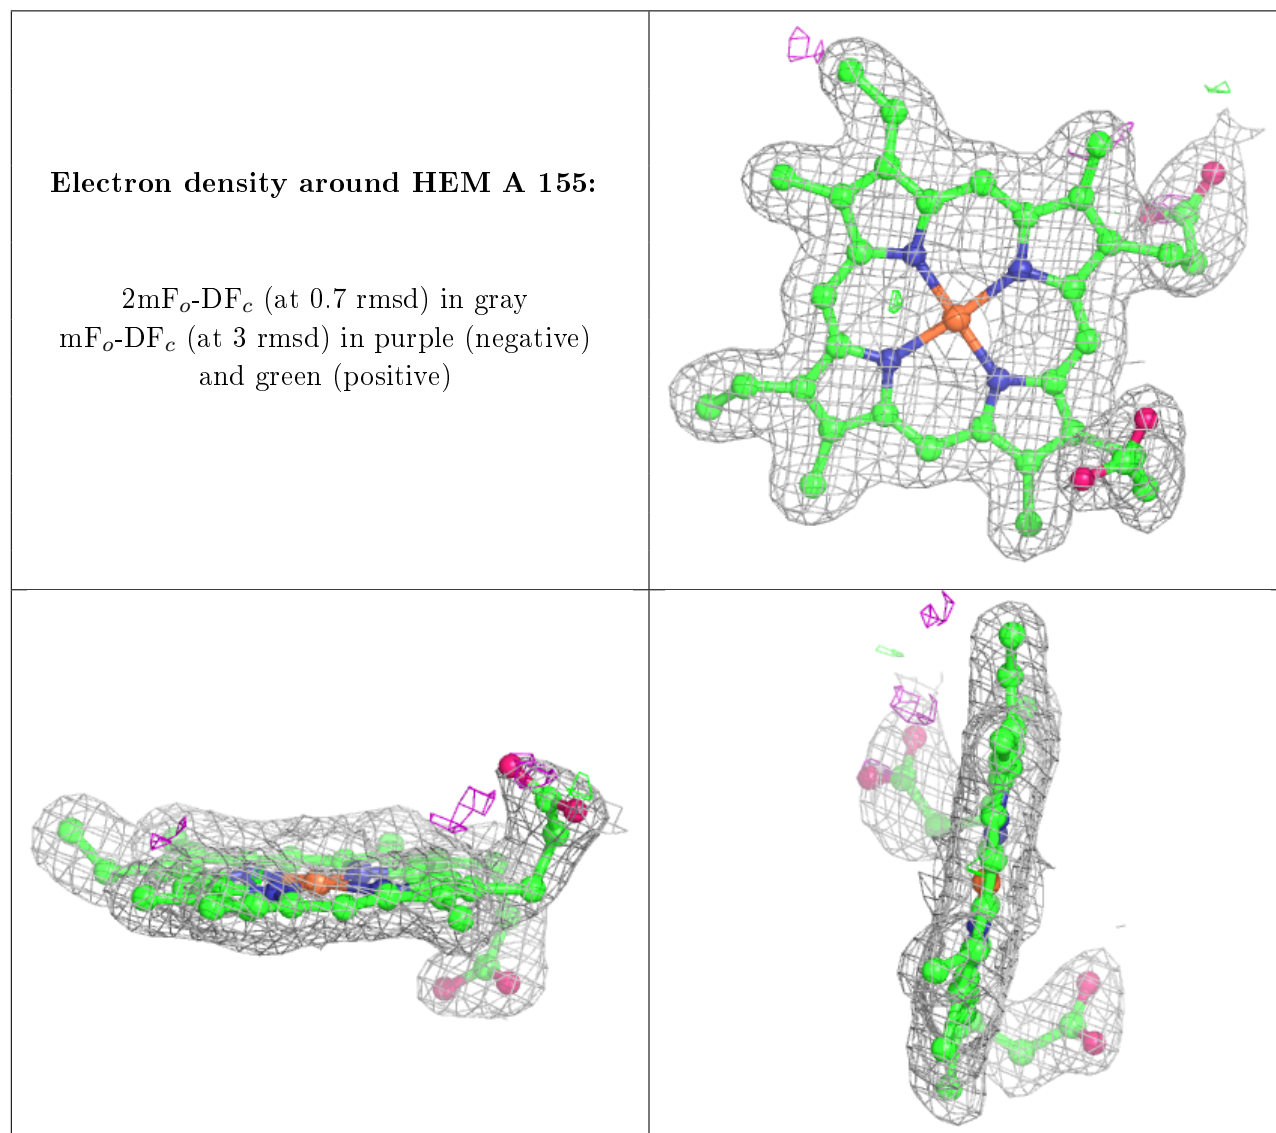 Electron density around HEM A 155:
2mFₒ-DF𝒸 (at 0.7 rmsd) in gray
mFₒ-DF𝒸 (at 3 rmsd) in purple (negative)
and green (positive)